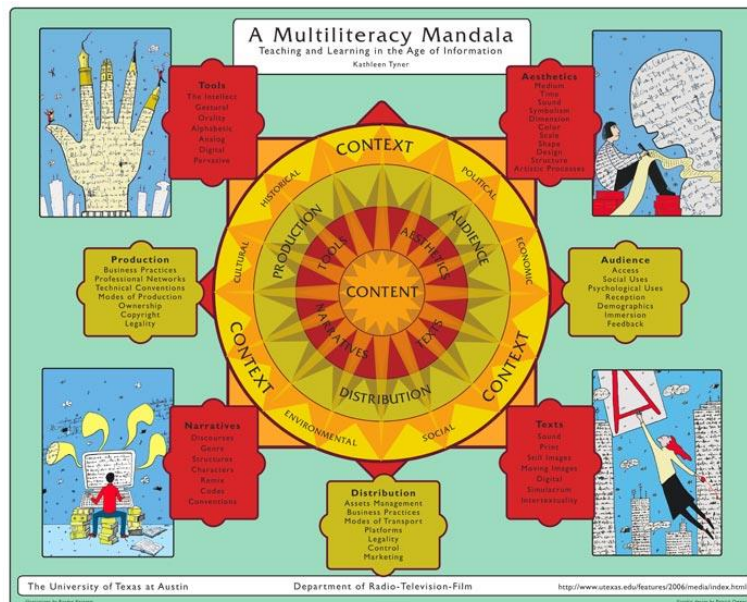 A Multiliteracy Mandala
Teaching and Learning in the Age of Information
Kathleen Tyner
Tools
The Intellect
Gestural
Orality
Alphabetic
Analog
Digital
Pervasive
Aesthetics
Medium
Time
Sound
Symbolism
Dimension
Color
Scale
Shape
Design
Structure
Artistic Processes
CONTEXT
HISTORICAL
POLITICAL
CULTURAL
ECONOMIC
PRODUCTION
AUDIENCE
TOOLS
AESTHETICS
CONTENT
NARRATIVES
TEXTS
DISTRIBUTION
CONTEXT
CONTEXT
ENVIRONMENTAL
SOCIAL
Production
Business Practices
Professional Networks
Technical Conventions
Modes of Production
Ownership
Copyright
Legality
Audience
Access
Social Uses
Psychological Uses
Reception
Demographics
Immersion
Feedback
Narratives
Discourses
Genre
Structures
Characters
Remix
Codes
Conventions
Texts
Sound
Print
Still Images
Moving Images
Digital
Simulacrum
Intertextuality
A
Distribution
Assets Management
Business Practices
Modes of Transport
Platforms
Legality
Control
Marketing
The University of Texas at Austin
Department of Radio-Television-Film
http://www.utexas.edu/features/2006/media/index.html